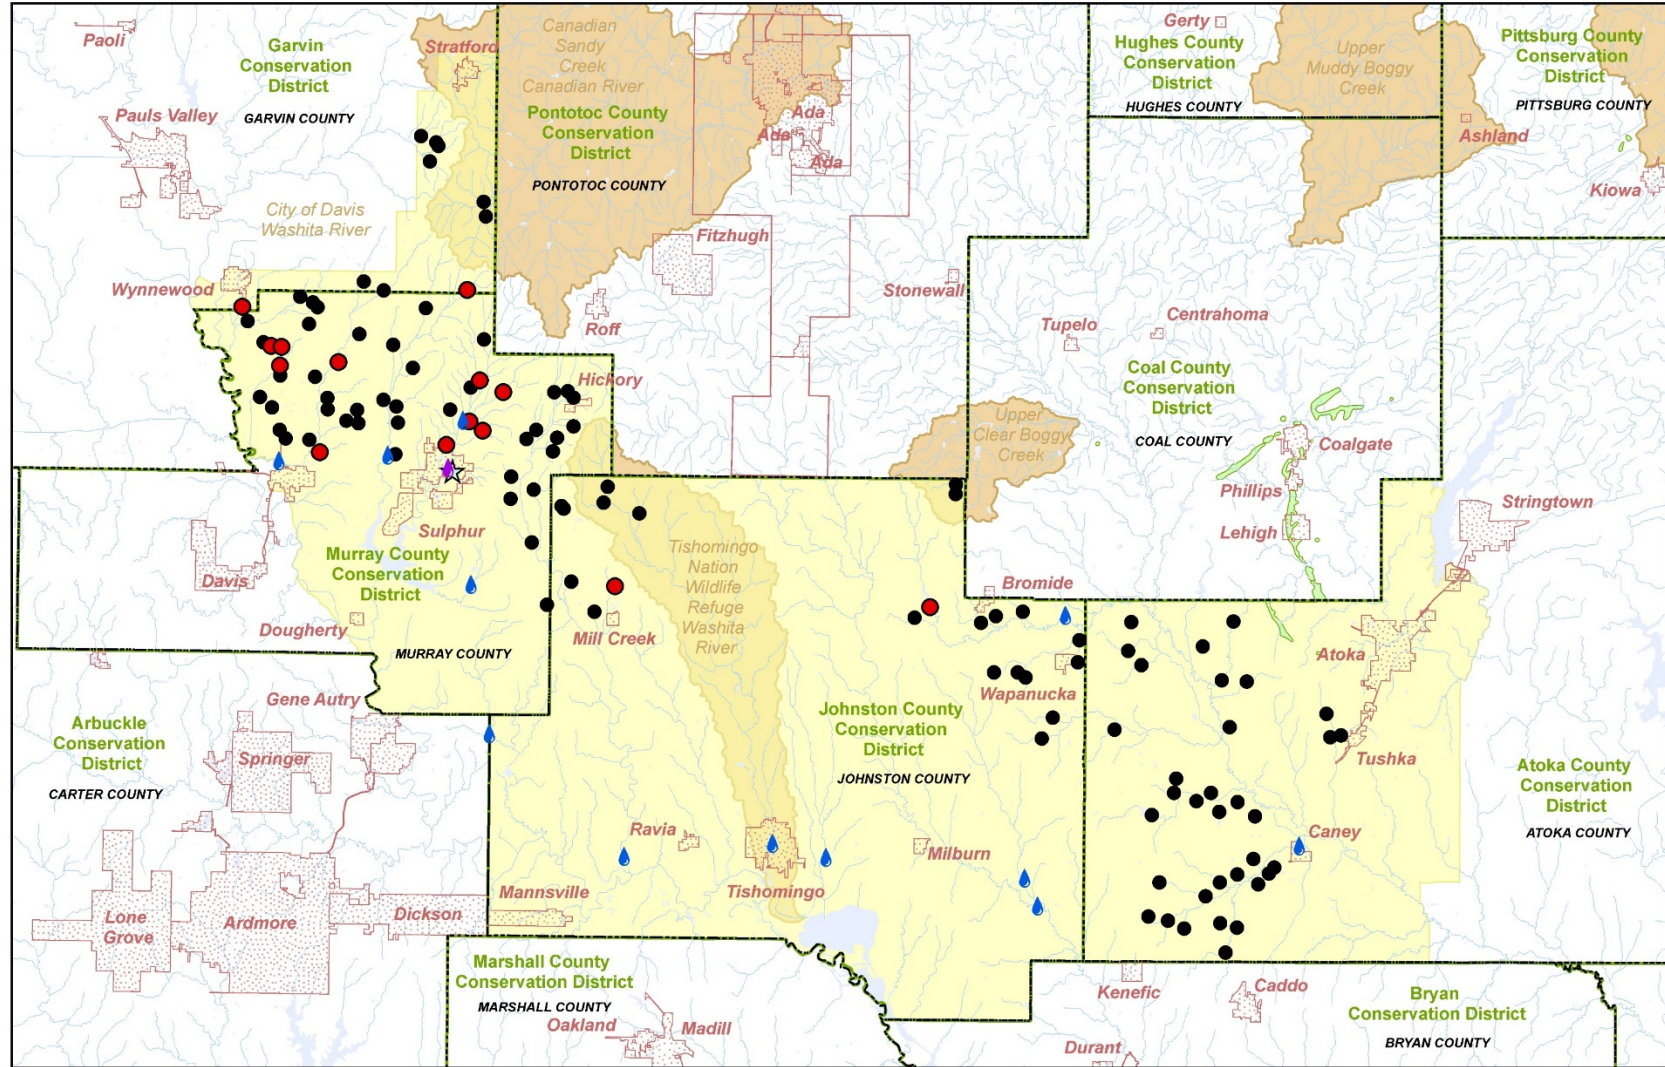 Paoli
Garvin
Conservation
District
GARVIN COUNTY
Stratford
Canadian
Sandy
Creek
Canadian River
Pontotoc County
Conservation
District
PONTOTOC COUNTY
Ada
Ada
Ada
Gerty
Hughes County
Conservation
District
HUGHES COUNTY
Upper
Muddy Boggy
Creek
Pittsburg County
Conservation
District
PITTSBURG COUNTY
Ashland
Kiowa
Pauls Valley
City of Davis
Washita River
Wynnewood
Fitzhugh
Roff
Stonewall
Tupelo
Centrahoma
Hickory
Coal County
Conservation
District
COAL COUNTY
Upper
Clear Boggy
Creek
Coalgate
Phillips
Lehigh
Stringtown
Sulphur
Murray County
Conservation
District
Davis
Dougherty
MURRAY COUNTY
Tishomingo
Nation
Wildlife
Refuge
Washita
River
Mill Creek
Bromide
Wapanucka
Atoka
Tushka
Gene Autry
Arbuckle
Conservation
District
CARTER COUNTY
Springer
Johnston County
Conservation
District
JOHNSTON COUNTY
Atoka County
Conservation
District
ATOKA COUNTY
Ravia
Tishomingo
Milburn
Caney
Mannsville
Lone
Grove
Ardmore
Dickson
Marshall County
Conservation District
MARSHALL COUNTY
Oakland
Madill
Kenefic
Caddo
Durant
Bryan
Conservation District
BRYAN COUNTY